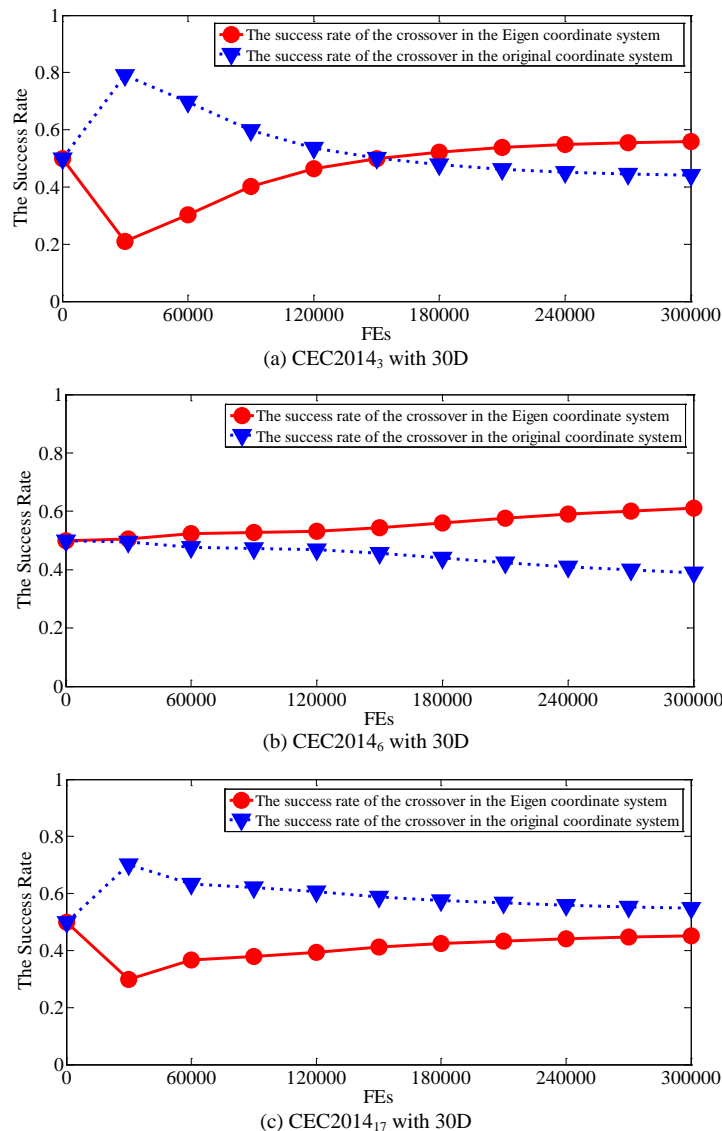 1
The success rate of the crossover in the Eigen coordinate system
The success rate of the crossover in the original coordinate system
0.8
0.6
0.4
0.2
0
The Success Rate
0 60000 120000 180000 240000 300000
FEs
(a) CEC2014₃ with 30D
1
The success rate of the crossover in the Eigen coordinate system
The success rate of the crossover in the original coordinate system
0.8
0.6
0.4
0.2
0
The Success Rate
0 60000 120000 180000 240000 300000
FEs
(b) CEC2014₆ with 30D
1
The success rate of the crossover in the Eigen coordinate system
The success rate of the crossover in the original coordinate system
0.8
0.6
0.4
0.2
0
The Success Rate
0 60000 120000 180000 240000 300000
FEs
(c) CEC2014₁₇ with 30D